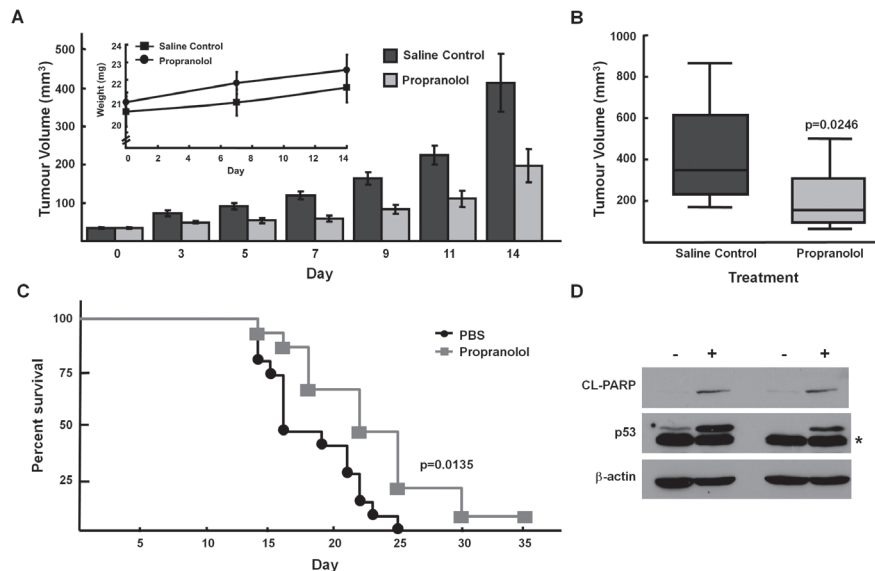 A
Tumour Volume (mm³)
500
400
300
200
100
Weight (mg)
24
23
22
21
20
Saline Control
Propranolol
0 2 4 6 8 10 12 14
Day
Saline Control
Propranolol
0 3 5 7 9 11 14
Day
B
Tumour Volume (mm³)
1000
800
600
400
200
0
p=0.0246
Saline Control Propranolol
Treatment
C
Percent survival
100
75
50
25
PBS
Propranolol
p=0.0135
5 10 15 20 25 30 35
Day
D
- + - +
CL-PARP
p53 *
β-actin